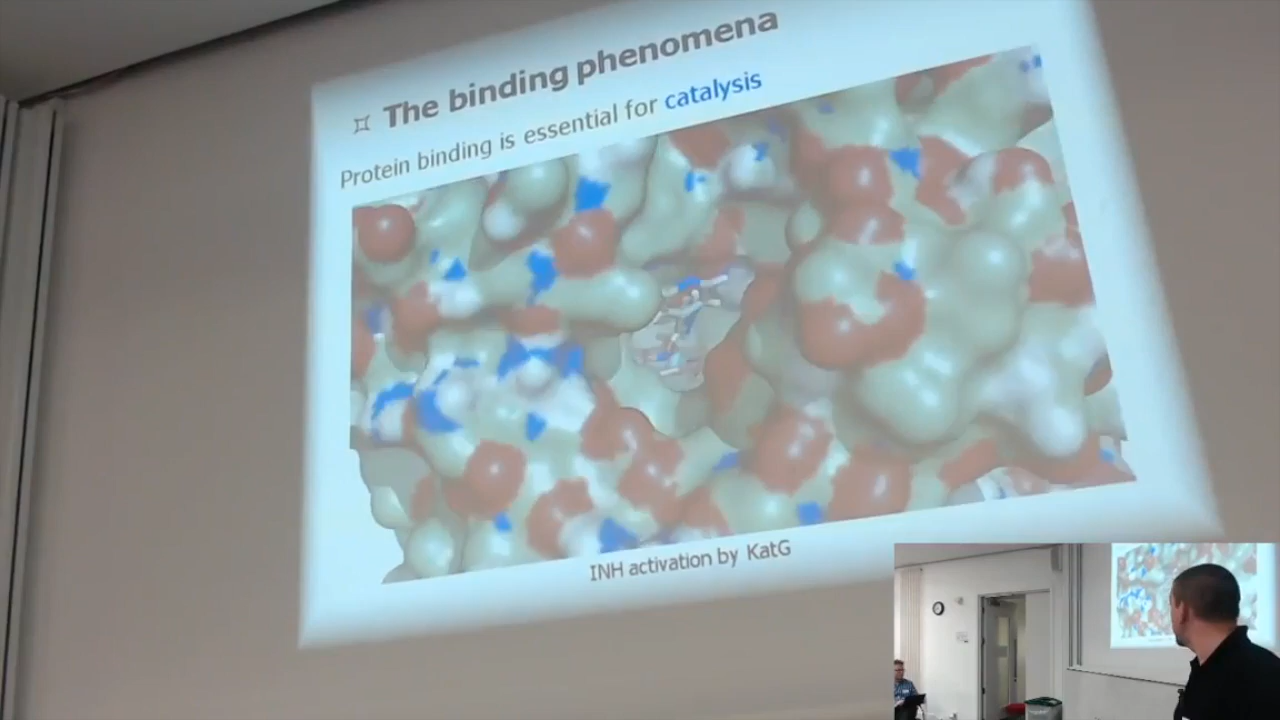 The binding phenomena
Protein binding is essential for catalysis
INH activation by KatG